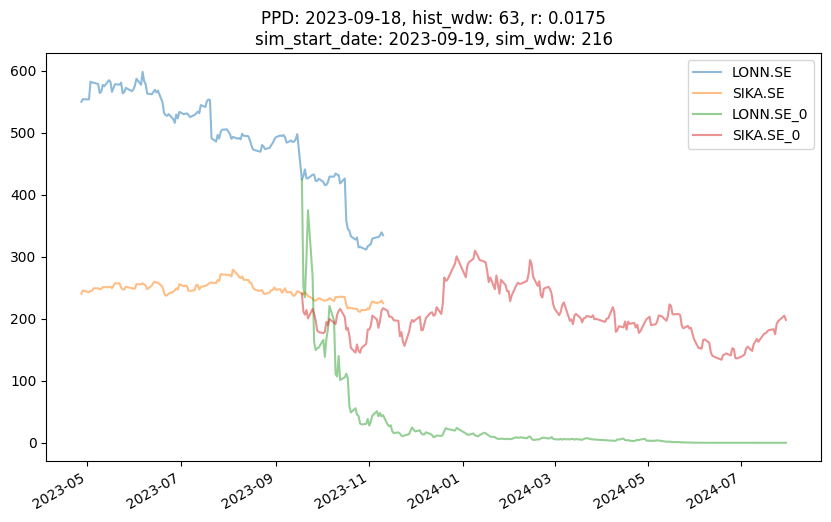 PPD: 2023-09-18, hist_wdw: 63, r: 0.0175
sim_start_date: 2023-09-19, sim_wdw: 216
LONN.SE
SIKA.SE
LONN.SE_0
SIKA.SE_0
600
500
400
300
200
100
0
2023-05
2023-07
2023-09
2023-11
2024-01
2024-03
2024-05
2024-07